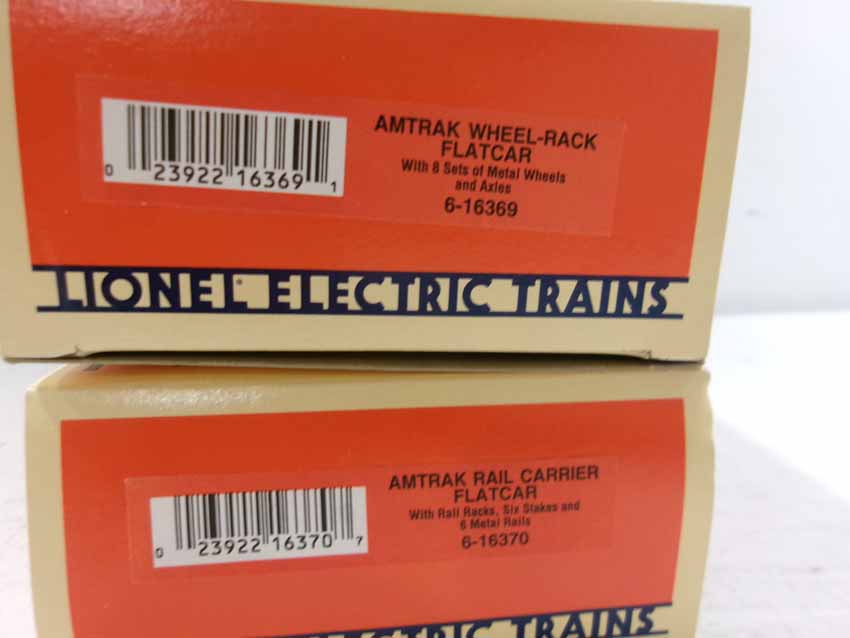 AMTRAK WHEEL-RACK
FLATCAR
With 8 Sets of Metal Wheels
and Axles
6-16369
0 23922 16369 1
LIONEL® ELECTRIC TRAINS
AMTRAK RAIL CARRIER
FLATCAR
With Rail Racks, Six Stakes and
6 Metal Rails
6-16370
0 23922 16370 7
ELECTRIC TRAINS